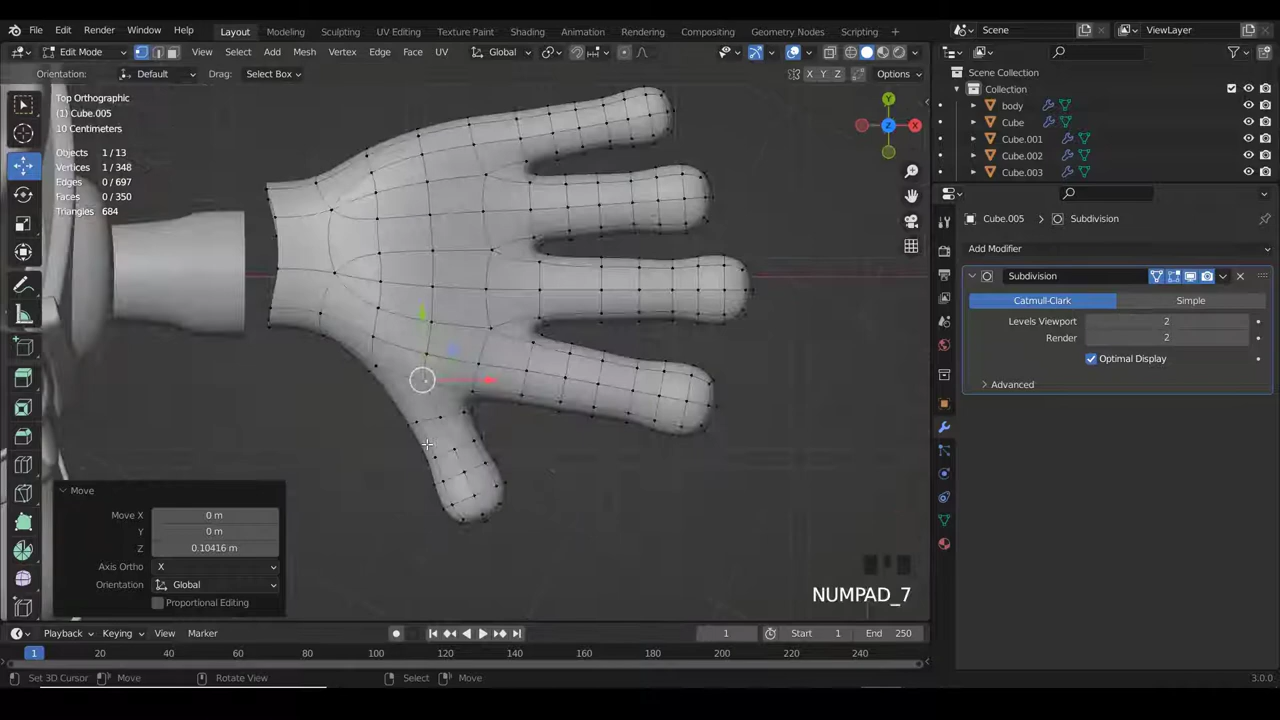 File Edit Render Window Help Layout Modeling Sculpting UV Editing Texture Paint Shading Animation Rendering Compositing Geometry Nodes Scripting + Scene ViewLayer
Edit Mode View Select Add Mesh Vertex Edge Face UV Global
Orientation: Default Drag: Select Box X Y Z Options
Top Orthographic
(1) Cube.005
10 Centimeters
Objects 1/13
Vertices 1/348
Edges 0/697
Faces 0/350
Triangles 684
Y
Z
X
Scene Collection
Collection
body
Cube
Cube.001
Cube.002
Cube.003
Cube.005 > Subdivision
Add Modifier
Subdivision
Catmull-Clark Simple
Levels Viewport 2
Render 2
Optimal Display
Advanced
Move
Move X 0 m
Y 0 m
Z 0.10416 m
Axis Ortho X
Orientation Global
Proportional Editing
NUMPAD_7
Playback Keying View Marker 1 Start 1 End 250
0 20 40 60 80 100 120 140 160 180 200 220 240
1
Set 3D Cursor Move Rotate View Select Move 3.0.0